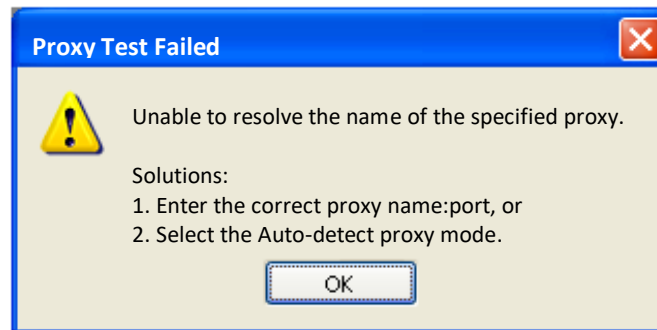 Proxy Test Failed
Unable to resolve the name of the specified proxy.
Solutions:
1. Enter the correct proxy name:port, or
2. Select the Auto-detect proxy mode.
OK